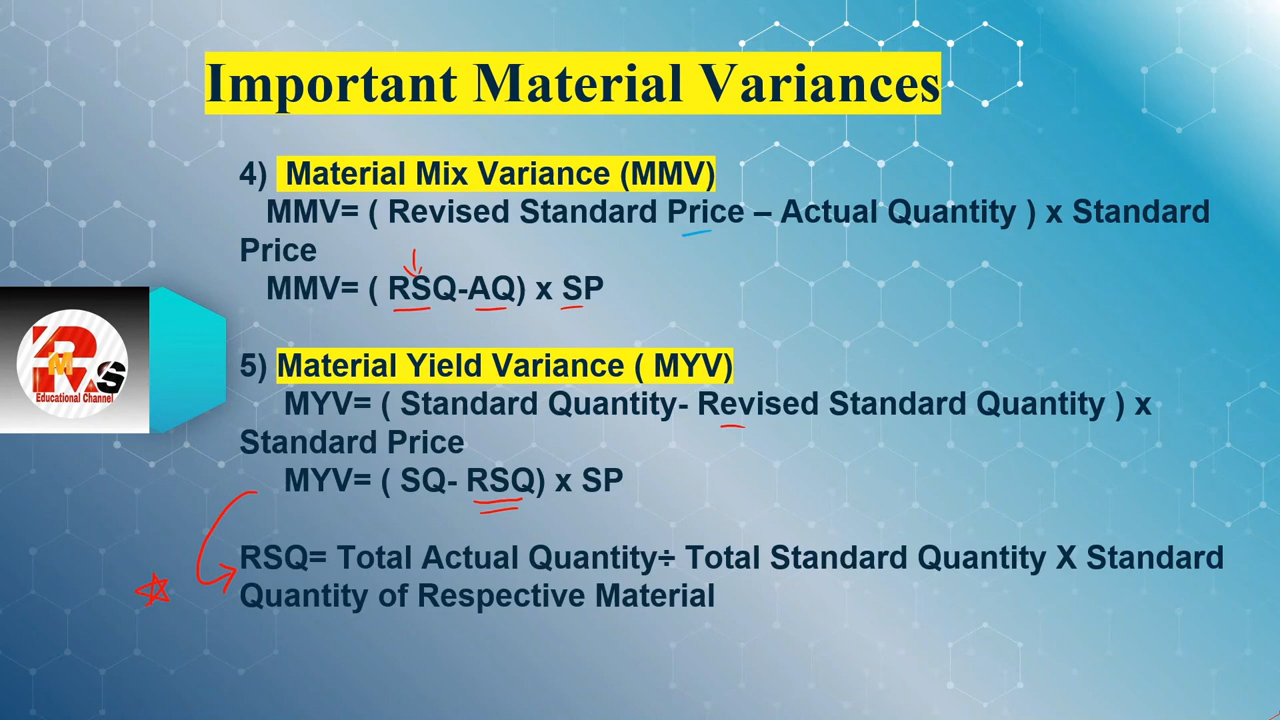 Important Material Variances
4) Material Mix Variance (MMV)
MMV= ( Revised Standard Price – Actual Quantity ) x Standard
Price
MMV= ( RSQ-AQ) x SP
5) Material Yield Variance ( MYV)
MYV= ( Standard Quantity- Revised Standard Quantity ) x
Standard Price
MYV= ( SQ- RSQ) x SP
RSQ= Total Actual Quantity÷ Total Standard Quantity X Standard
Quantity of Respective Material
M
S
Educational Channel